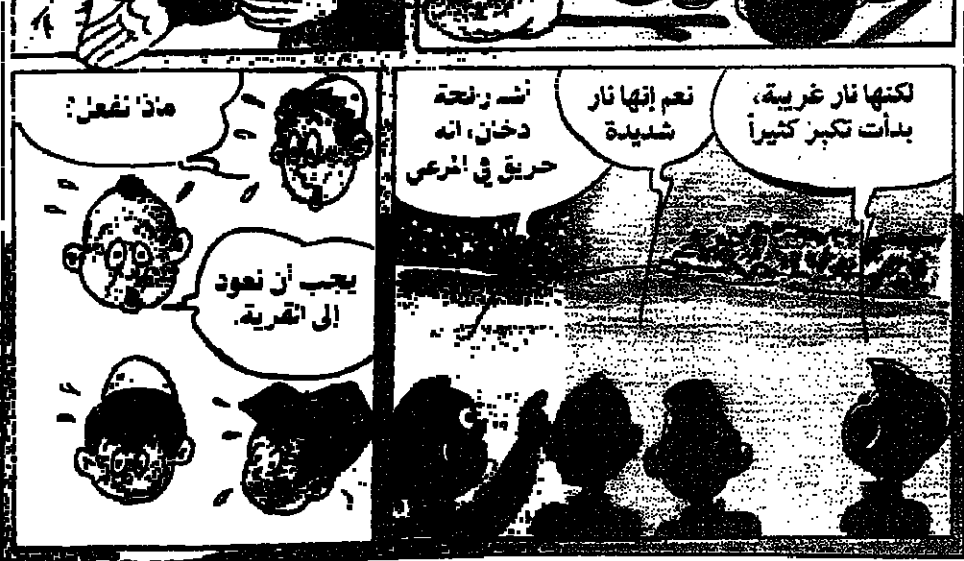 لكنها نار غريبة،
بدأت تكبر كثيراً
نعم إنها نار
شديدة
أشم رائحة
دخان، انه
حريق في المرعى
ماذا نفعل؟
يجب أن نعود
إلى القرية.